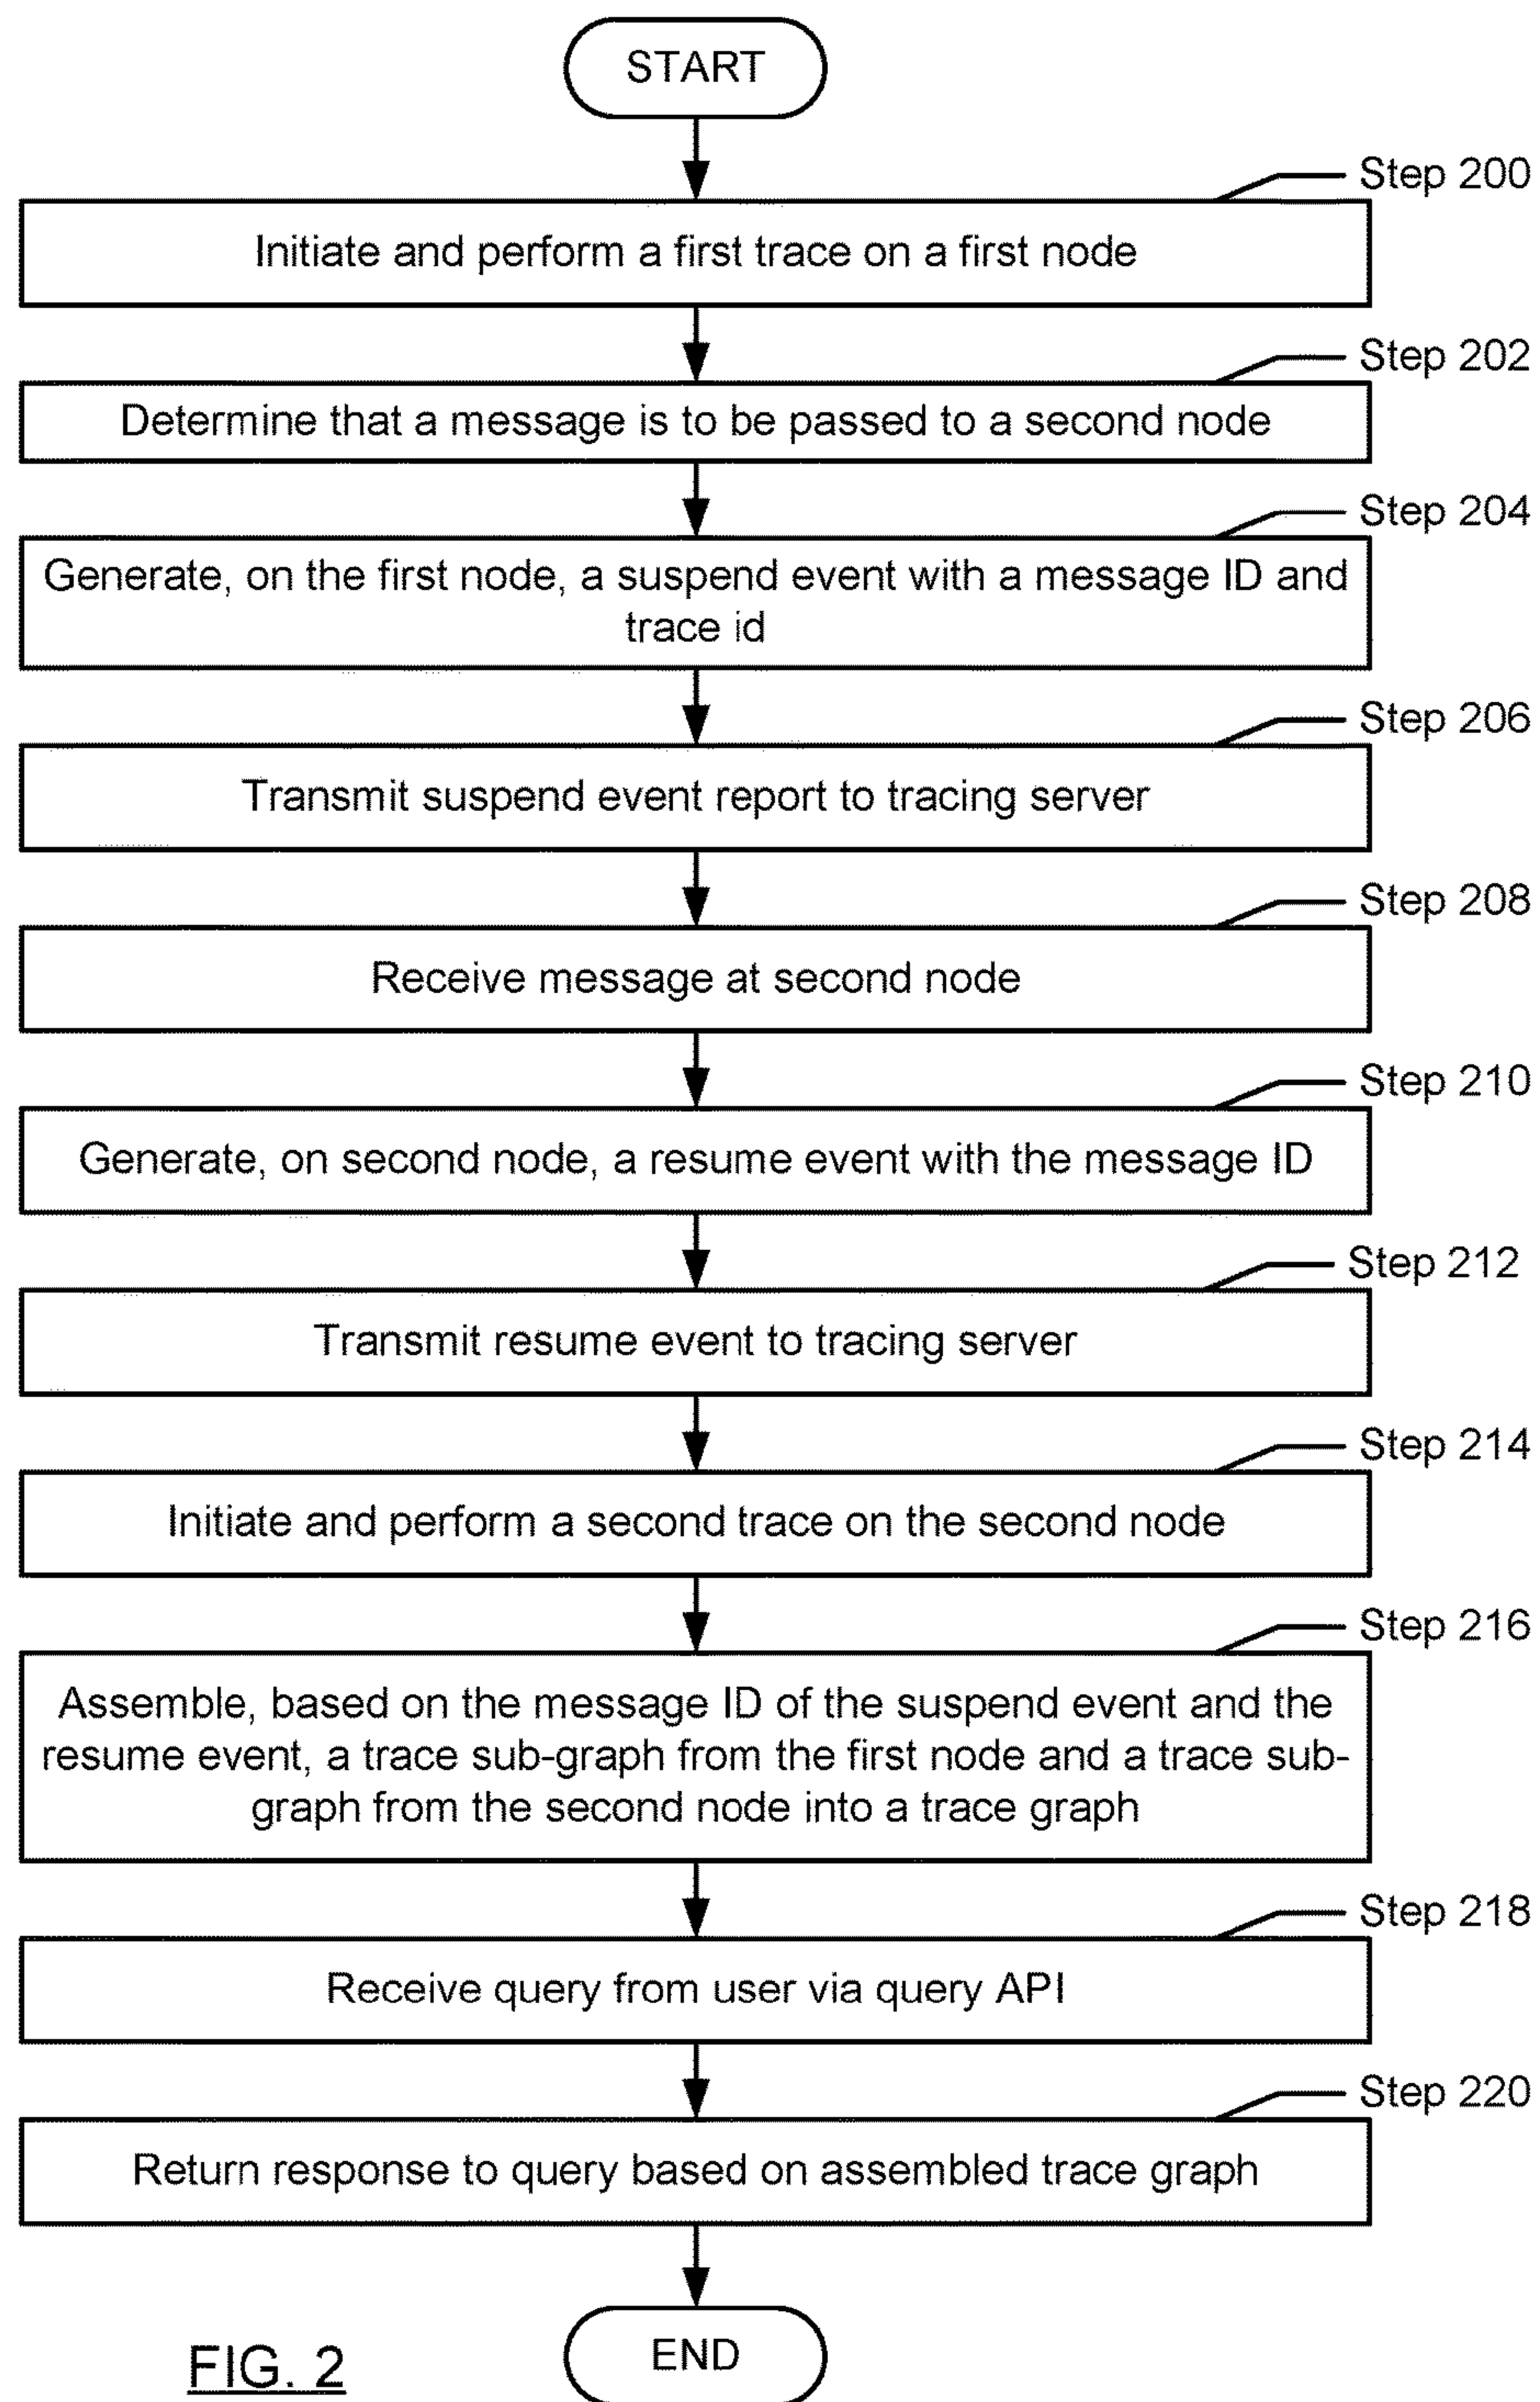 START
Step 200
Initiate and perform a first trace on a first node
Step 202
Determine that a message is to be passed to a second node
Step 204
Generate, on the first node, a suspend event with a message ID and
trace id
Step 206
Transmit suspend event report to tracing server
Step 208
Receive message at second node
Step 210
Generate, on second node, a resume event with the message ID
Step 212
Transmit resume event to tracing server
Step 214
Initiate and perform a second trace on the second node
Step 216
Assemble, based on the message ID of the suspend event and the
resume event, a trace sub-graph from the first node and a trace sub-
graph from the second node into a trace graph
Step 218
Receive query from user via query API
Step 220
Return response to query based on assembled trace graph
END
FIG. 2